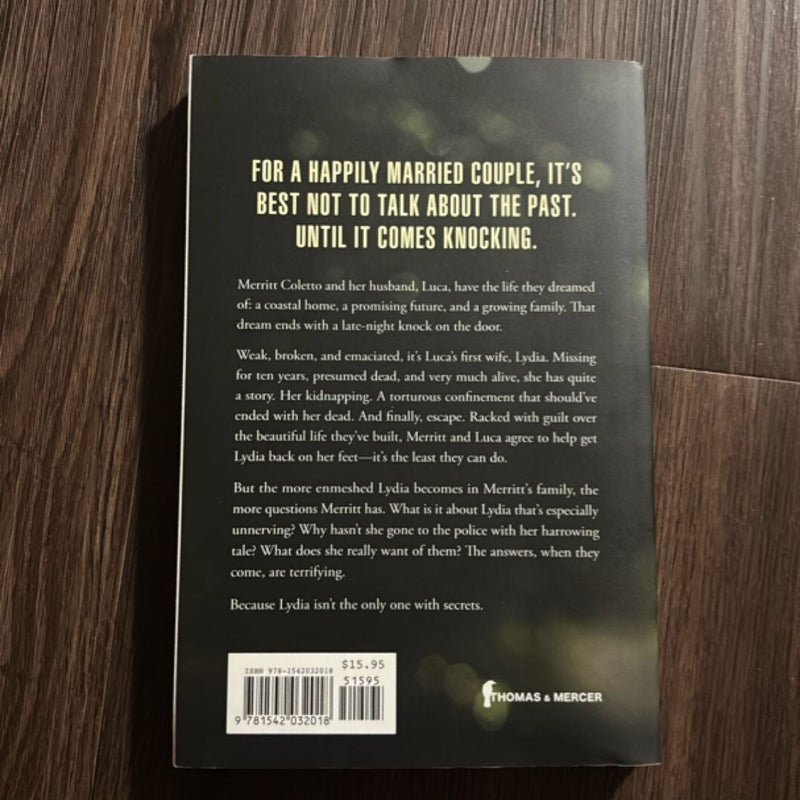 FOR A HAPPILY MARRIED COUPLE, IT'S
BEST NOT TO TALK ABOUT THE PAST.
UNTIL IT COMES KNOCKING.
Merritt Coletto and her husband, Luca, have the life they dreamed
of: a coastal home, a promising future, and a growing family. That
dream ends with a late-night knock on the door.
Weak, broken, and emaciated, it's Luca's first wife, Lydia. Missing
for ten years, presumed dead, and very much alive, she has quite
a story. Her kidnapping. A torturous confinement that should've
ended with her dead. And finally, escape. Racked with guilt over
the beautiful life they've built, Merritt and Luca agree to help get
Lydia back on her feet—it's the least they can do.
But the more enmeshed Lydia becomes in Merritt's family, the
more questions Merritt has. What is it about Lydia that's especially
unnerving? Why hasn't she gone to the police with her harrowing
tale? What does she really want of them? The answers, when they
come, are terrifying.
Because Lydia isn't the only one with secrets.
ISBN 978-1542032018
$15.95
51595
9 781542 032018
THOMAS & MERCER